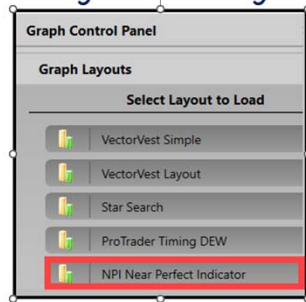 Graph Control Panel
Graph Layouts
Select Layout to Load
VectorVest Simple
VectorVest Layout
Star Search
ProTrader Timing DEW
NPI Near Perfect Indicator